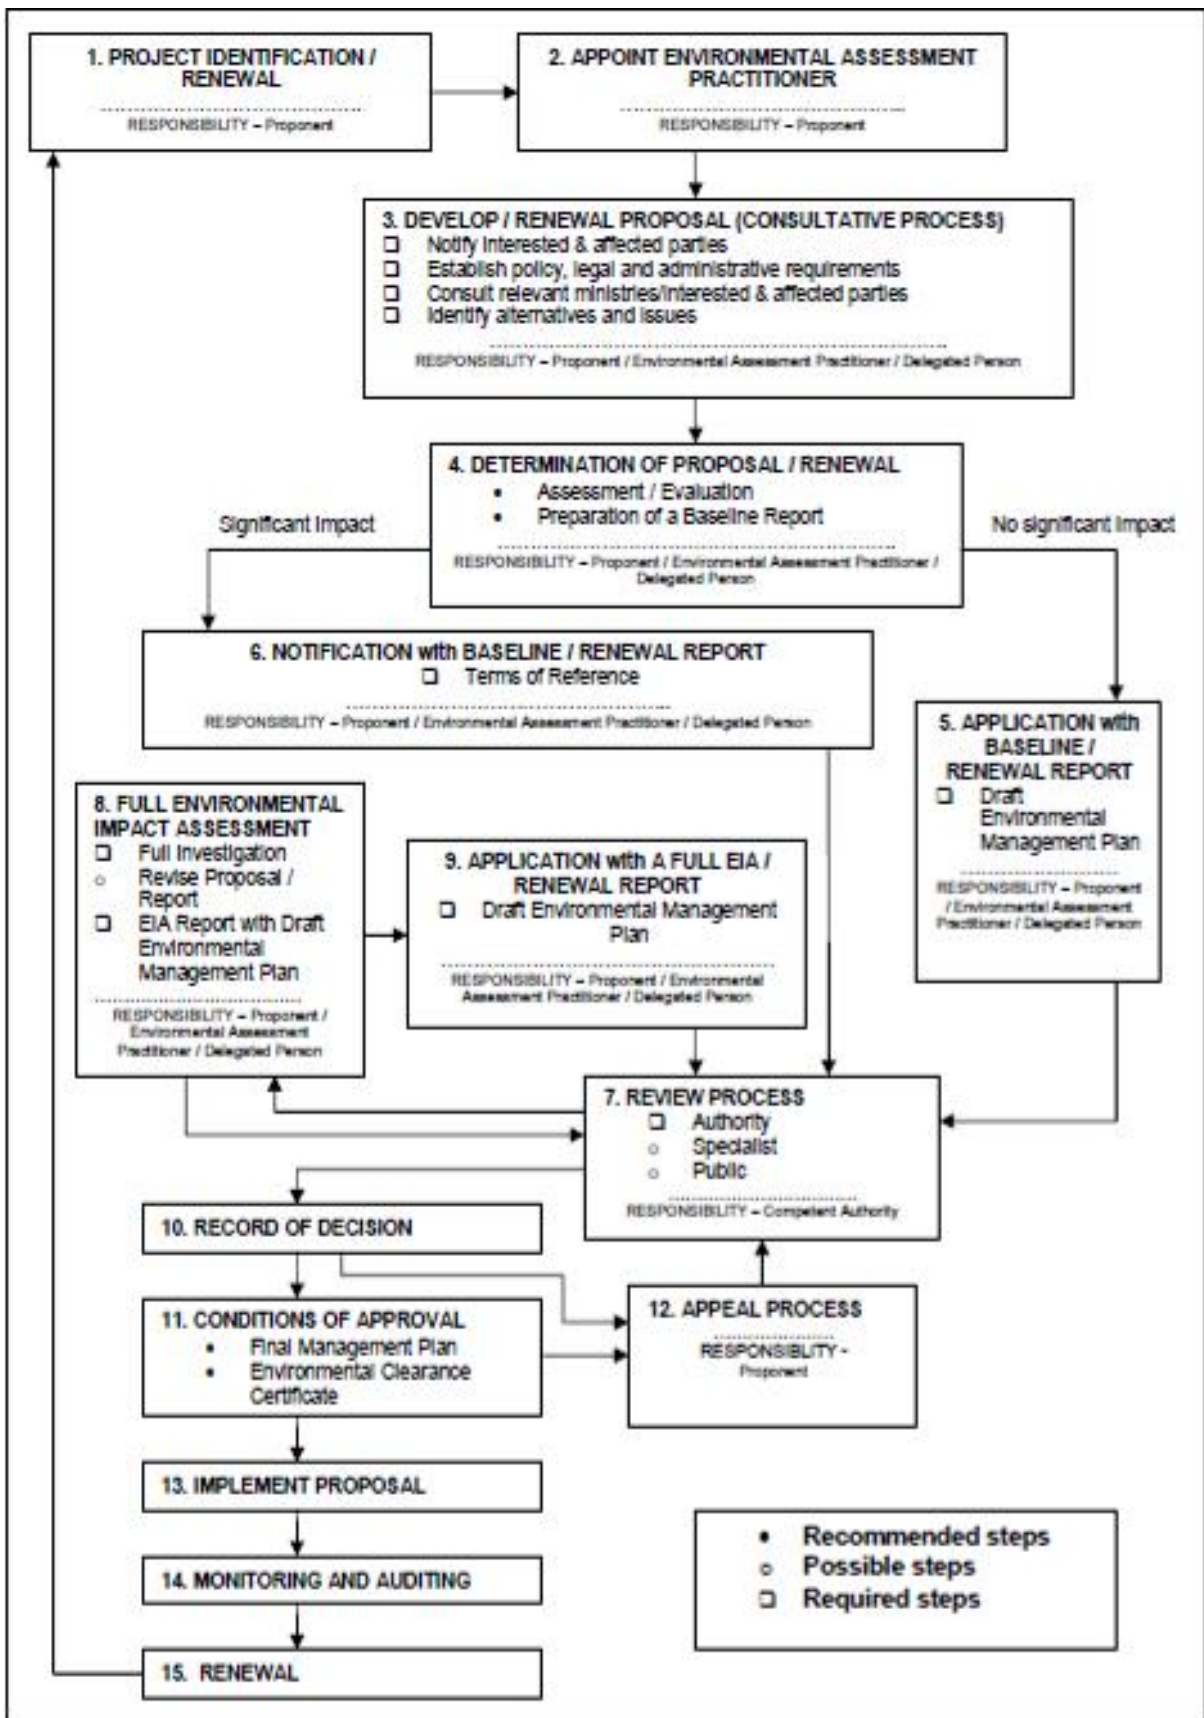 1. PROJECT IDENTIFICATION /
RENEWAL
RESPONSIBILITY – Proponent
2. APPOINT ENVIRONMENTAL ASSESSMENT
PRACTITIONER
RESPONSIBILITY – Proponent
3. DEVELOP / RENEWAL PROPOSAL (CONSULTATIVE PROCESS)
❑ Notify interested & affected parties
❑ Establish policy, legal and administrative requirements
❑ Consult relevant ministries/interested & affected parties
❑ Identify alternatives and issues
RESPONSIBILITY – Proponent / Environmental Assessment Practitioner / Delegated Person
4. DETERMINATION OF PROPOSAL / RENEWAL
• Assessment / Evaluation
• Preparation of a Baseline Report
RESPONSIBILITY – Proponent / Environmental Assessment Practitioner /
Delegated Person
Significant Impact
No significant Impact
6. NOTIFICATION with BASELINE / RENEWAL REPORT
❑ Terms of Reference
RESPONSIBILITY – Proponent / Environmental Assessment Practitioner / Delegated Person
5. APPLICATION with
BASELINE /
RENEWAL REPORT
❑ Draft
Environmental
Management Plan
RESPONSIBILITY – Proponent
/ Environmental Assessment
Practitioner / Delegated Person
8. FULL ENVIRONMENTAL
IMPACT ASSESSMENT
❑ Full Investigation
○ Revise Proposal /
Report
❑ EIA Report with Draft
Environmental
Management Plan
RESPONSIBILITY – Proponent /
Environmental Assessment
Practitioner / Delegated Person
9. APPLICATION with A FULL EIA /
RENEWAL REPORT
❑ Draft Environmental Management
Plan
RESPONSIBILITY – Proponent / Environmental
Assessment Practitioner / Delegated Person
7. REVIEW PROCESS
❑ Authority
○ Specialist
○ Public
RESPONSIBILITY – Competent Authority
10. RECORD OF DECISION
11. CONDITIONS OF APPROVAL
• Final Management Plan
• Environmental Clearance
Certificate
12. APPEAL PROCESS
RESPONSIBLITY -
Proponent
13. IMPLEMENT PROPOSAL
14. MONITORING AND AUDITING
15. RENEWAL
• Recommended steps
○ Possible steps
❑ Required steps